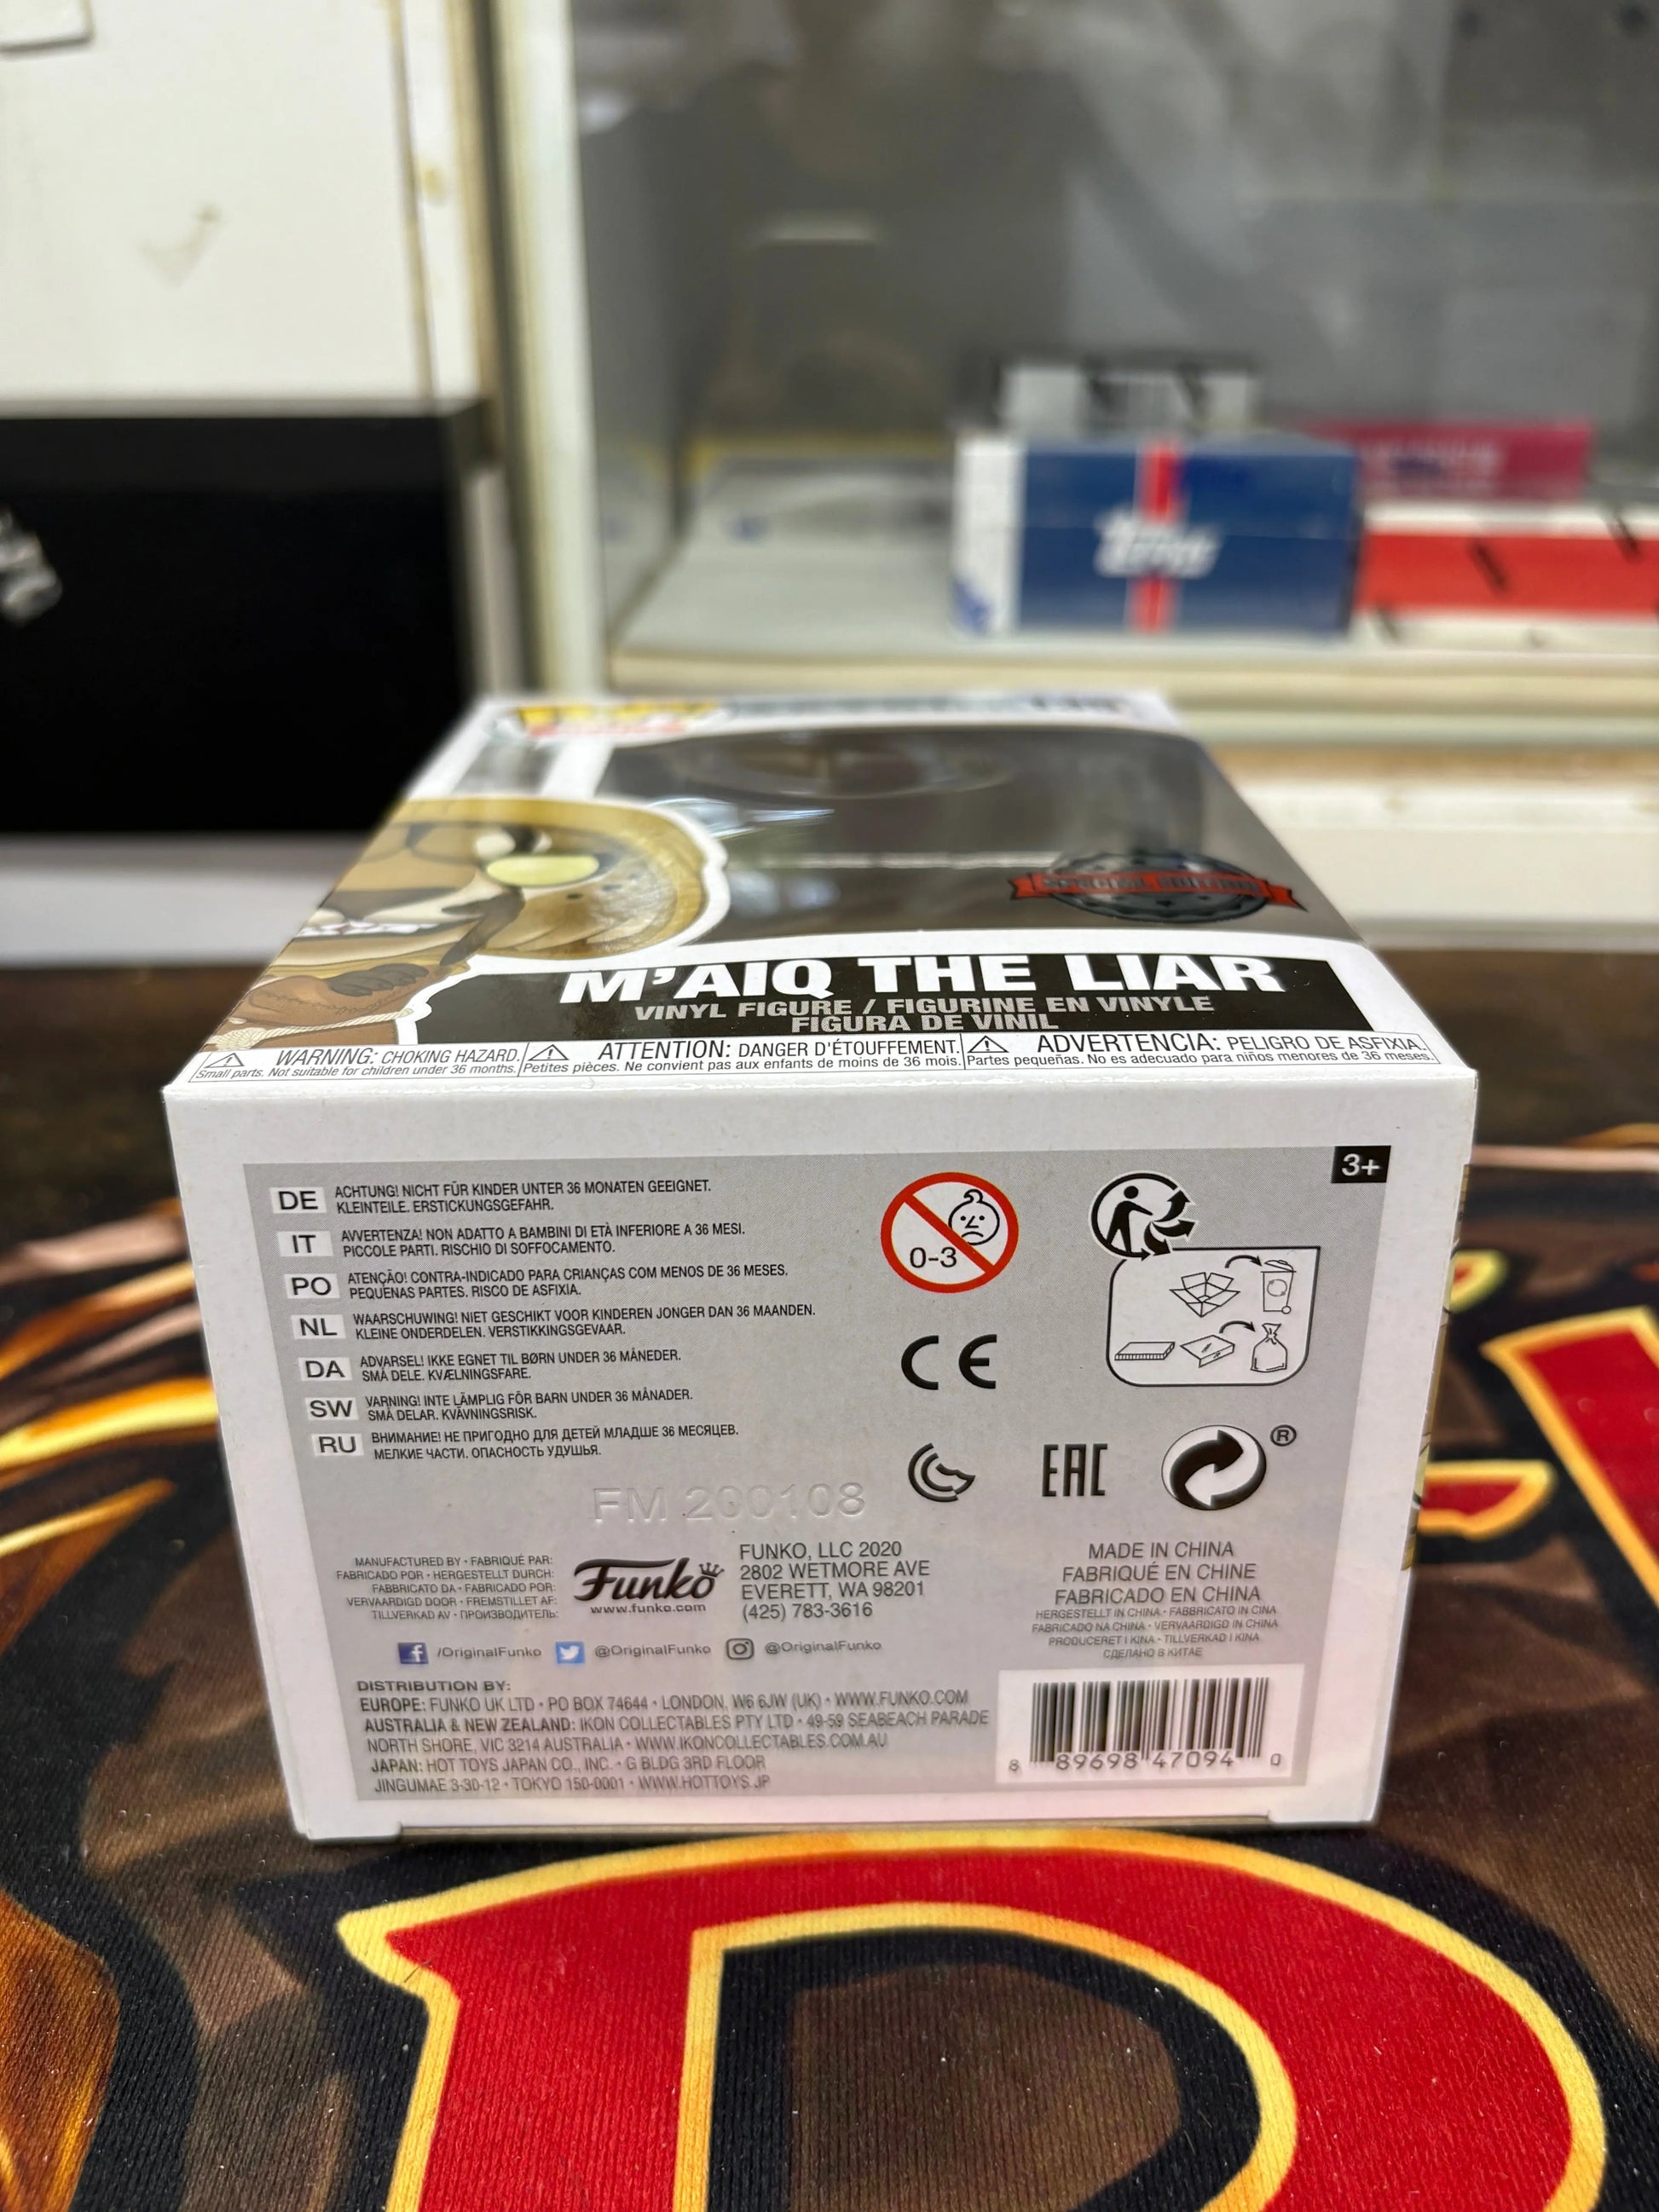 Topps
SPECIAL EDITION
M'AIQ THE LIAR
VINYL FIGURE / FIGURINE EN VINYLE
FIGURA DE VINIL
WARNING: CHOKING HAZARD.
Small parts. Not suitable for children under 36 months.
ATTENTION: DANGER D'ÉTOUFFEMENT.
Petites pièces. Ne convient pas aux enfants de moins de 36 mois.
ADVERTENCIA: PELIGRO DE ASFIXIA.
Partes pequeñas. No es adecuado para niños menores de 36 meses.
3+
DE ACHTUNG! NICHT FÜR KINDER UNTER 36 MONATEN GEEIGNET.
KLEINTEILE. ERSTICKUNGSGEFAHR.
IT AVVERTENZA! NON ADATTO A BAMBINI DI ETÀ INFERIORE A 36 MESI.
PICCOLE PARTI. RISCHIO DI SOFFOCAMENTO.
PO ATENÇÃO! CONTRA-INDICADO PARA CRIANÇAS COM MENOS DE 36 MESES.
PEQUENAS PARTES. RISCO DE ASFIXIA.
NL WAARSCHUWING! NIET GESCHIKT VOOR KINDEREN JONGER DAN 36 MAANDEN.
KLEINE ONDERDELEN. VERSTIKKINGSGEVAAR.
DA ADVARSEL! IKKE EGNET TIL BØRN UNDER 36 MÅNEDER.
SMÅ DELE. KVÆLNINGSFARE.
SW VARNING! INTE LÄMPLIG FÖR BARN UNDER 36 MÅNADER.
SMÅ DELAR. KVÄVNINGSRISK.
RU ВНИМАНИЕ! НЕ ПРИГОДНО ДЛЯ ДЕТЕЙ МЛАДШЕ 36 МЕСЯЦЕВ.
МЕЛКИЕ ЧАСТИ. ОПАСНОСТЬ УДУШЬЯ.
0-3
CE
EAC
®
FM 200108
MANUFACTURED BY • FABRIQUÉ PAR:
FABRICADO POR • HERGESTELLT DURCH:
FABBRICATO DA • FABRICADO POR:
VERVAARDIGD DOOR • FREMSTILLET AF:
TILLVERKAD AV • ПРОИЗВОДИТЕЛЬ:
Funko
www.funko.com
FUNKO, LLC 2020
2802 WETMORE AVE
EVERETT, WA 98201
(425) 783-3616
MADE IN CHINA
FABRIQUÉ EN CHINE
FABRICADO EN CHINA
HERGESTELLT IN CHINA • FABBRICATO IN CINA
FABRICADO NA CHINA • VERVAARDIGD IN CHINA
PRODUCERET I KINA • TILLVERKAD I KINA
СДЕЛАНО В КИТАЕ
/OriginalFunko @OriginalFunko @OriginalFunko
DISTRIBUTION BY:
EUROPE: FUNKO UK LTD • PO BOX 74644 • LONDON, W6 6JW (UK) • WWW.FUNKO.COM
AUSTRALIA & NEW ZEALAND: IKON COLLECTABLES PTY LTD • 49-59 SEABEACH PARADE
NORTH SHORE, VIC 3214 AUSTRALIA • WWW.IKONCOLLECTABLES.COM.AU
JAPAN: HOT TOYS JAPAN CO., INC. • G BLDG 3RD FLOOR
JINGUMAE 3-30-12 • TOKYO 150-0001 • WWW.HOTTOYS.JP
8 89698 47094 0